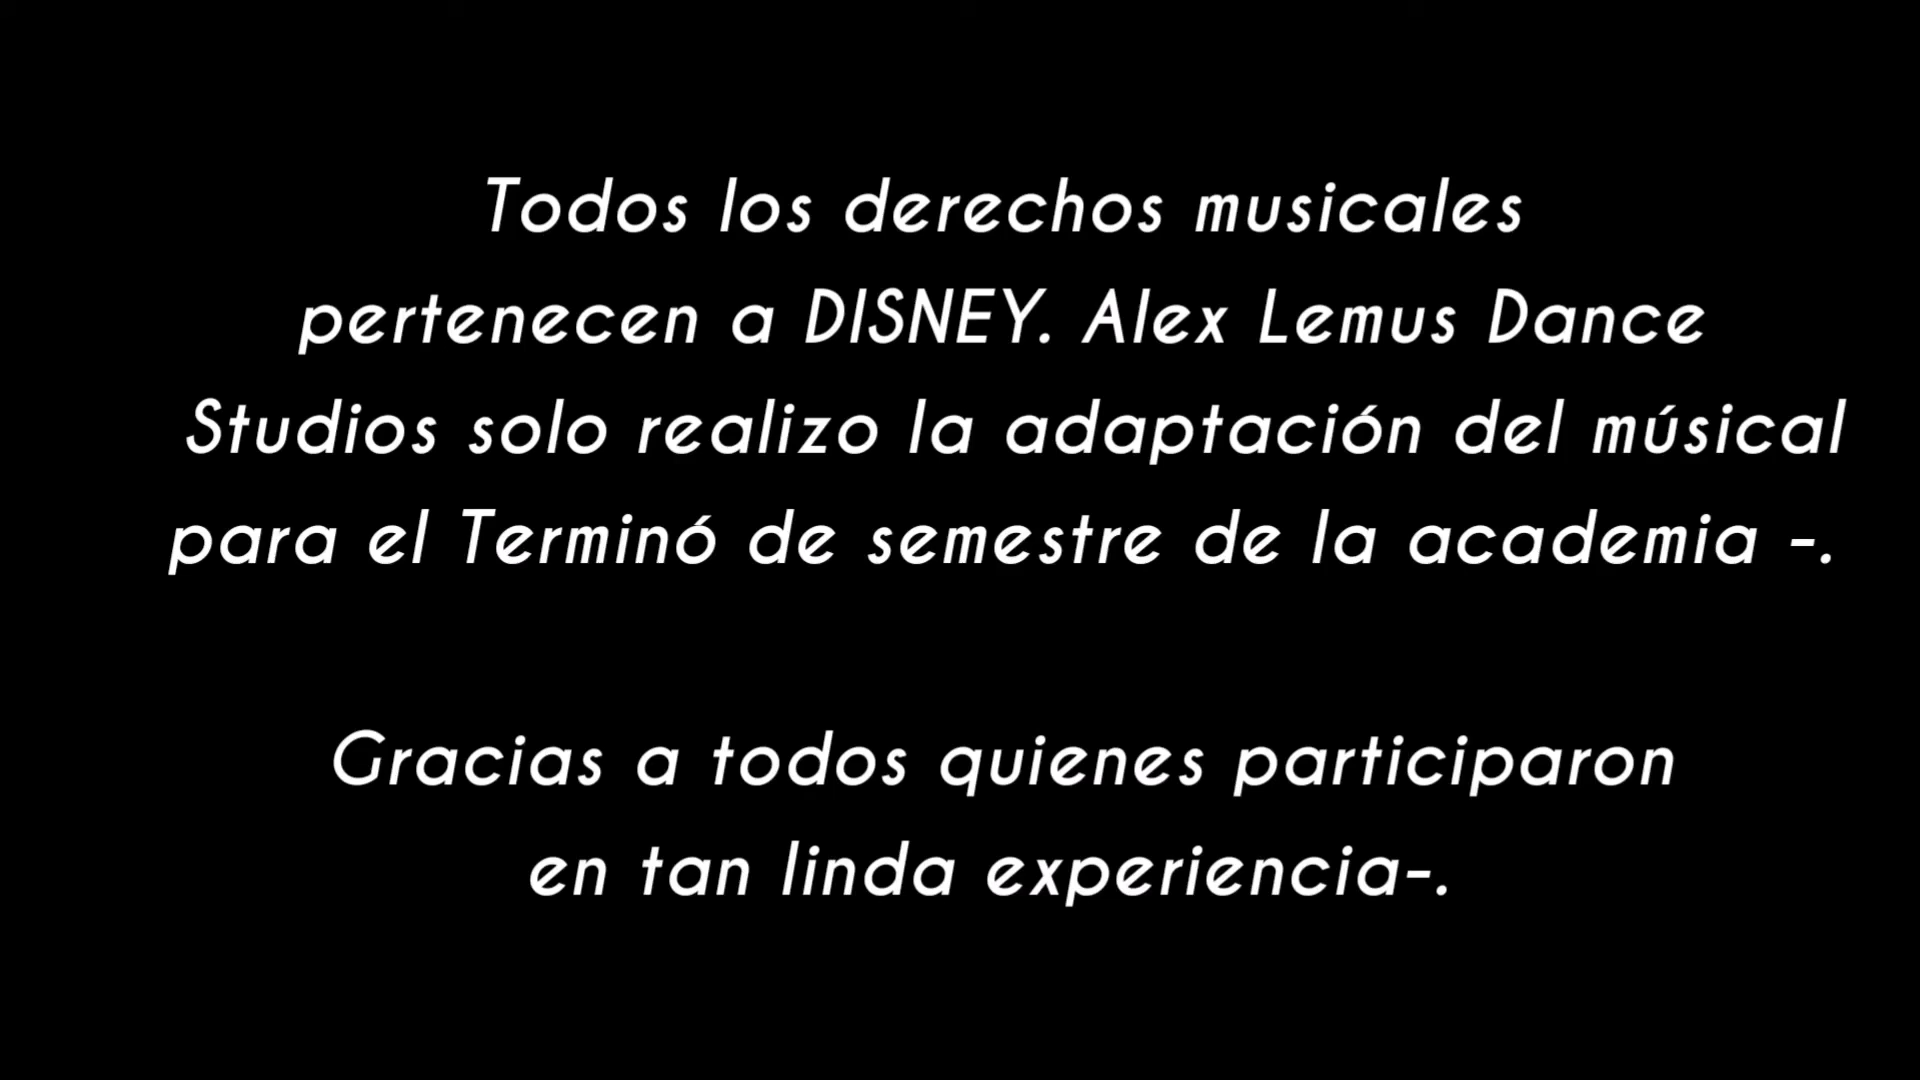 Todos los derechos musicales
pertenecen a DISNEY. Alex Lemus Dance
Studios solo realizo la adaptación del músical
para el Terminó de semestre de la academia -.
Gracias a todos quienes participaron
en tan linda experiencia-.